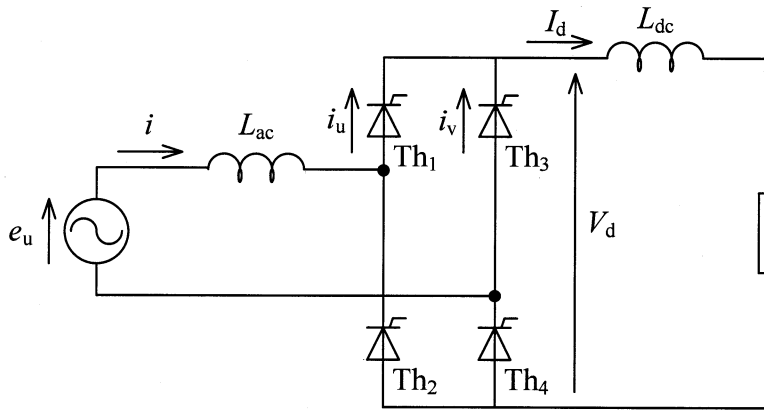 I_d
L_dc
i_u
i_v
i
L_ac
Th_1
Th_3
e_u
V_d
Th_2
Th_4